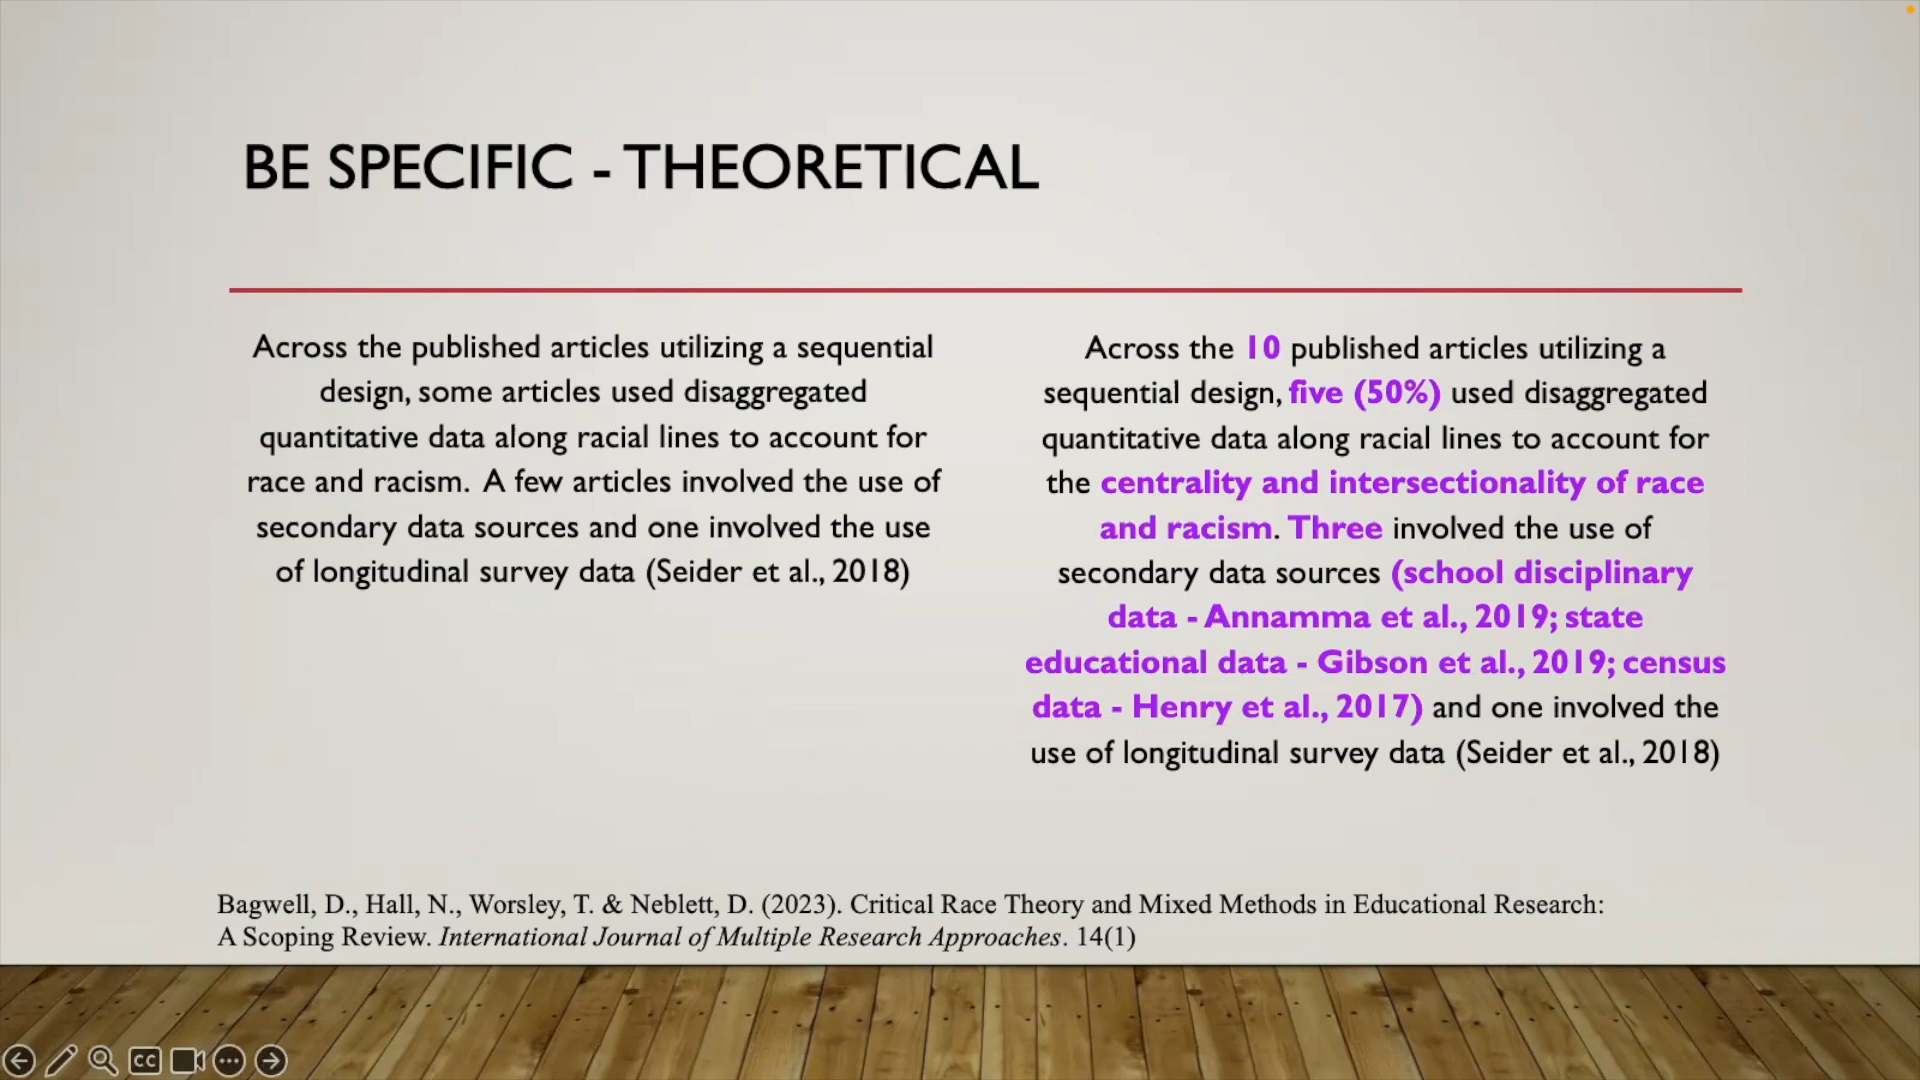 BE SPECIFIC - THEORETICAL
Across the published articles utilizing a sequential
design, some articles used disaggregated
quantitative data along racial lines to account for
race and racism. A few articles involved the use of
secondary data sources and one involved the use
of longitudinal survey data (Seider et al., 2018)
Across the 10 published articles utilizing a
sequential design, five (50%) used disaggregated
quantitative data along racial lines to account for
the centrality and intersectionality of race
and racism. Three involved the use of
secondary data sources (school disciplinary
data - Annamma et al., 2019; state
educational data - Gibson et al., 2019; census
data - Henry et al., 2017) and one involved the
use of longitudinal survey data (Seider et al., 2018)
Bagwell, D., Hall, N., Worsley, T. & Neblett, D. (2023). Critical Race Theory and Mixed Methods in Educational Research:
A Scoping Review. International Journal of Multiple Research Approaches. 14(1)
CC